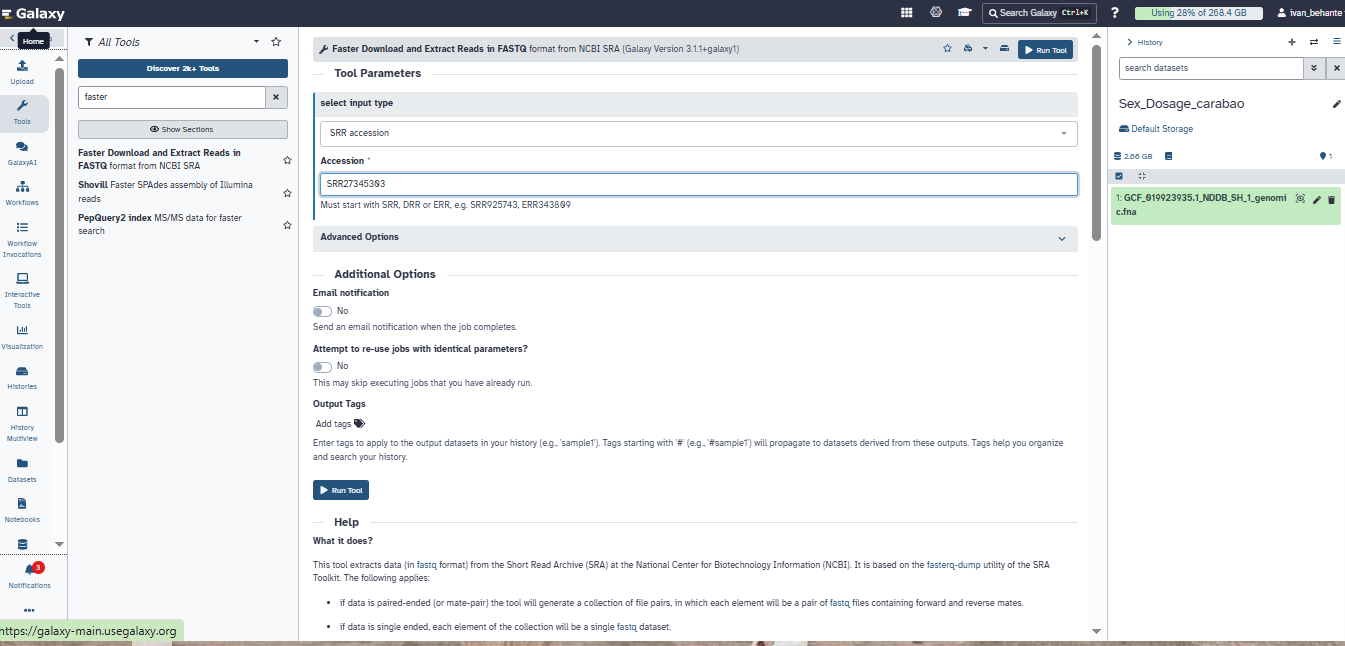 Galaxy
Search Galaxy Ctrl+K
?
Using 28% of 268.4 GB
ivan_behante
Home
Upload
Tools
GalaxyAI
Workflows
Workflow
Invocations
Interactive
Tools
Visualization
Histories
History
Multiview
Datasets
Notebooks
3
Notifications
https://galaxy-main.usegalaxy.org
All Tools
Discover 2k+ Tools
faster
Show Sections
Faster Download and Extract Reads in
FASTQ format from NCBI SRA
Shovill Faster SPAdes assembly of Illumina
reads
PepQuery2 index MS/MS data for faster
search
Faster Download and Extract Reads in FASTQ format from NCBI SRA (Galaxy Version 3.1.1+galaxy1)
Run Tool
Tool Parameters
select input type
SRR accession
Accession *
SRR27345303
Must start with SRR, DRR or ERR, e.g. SRR925743, ERR343809
Advanced Options
Additional Options
Email notification
No
Send an email notification when the job completes.
Attempt to re-use jobs with identical parameters?
No
This may skip executing jobs that you have already run.
Output Tags
Add tags
Enter tags to apply to the output datasets in your history (e.g., 'sample1'). Tags starting with '#' (e.g., '#sample1') will propagate to datasets derived from these outputs. Tags help you organize
and search your history.
Run Tool
Help
What it does?
This tool extracts data (in fastq format) from the Short Read Archive (SRA) at the National Center for Biotechnology Information (NCBI). It is based on the fasterq-dump utility of the SRA
Toolkit. The following applies:
• if data is paired-ended (or mate-pair) the tool will generate a collection of file pairs, in which each element will be a pair of fastq files containing forward and reverse mates.
• if data is single ended, each element of the collection will be a single fastq dataset.
History
search datasets
Sex_Dosage_carabao
Default Storage
2.66 GB
1
1: GCF_019923935.1_NDDB_SH_1_genomi
c.fna